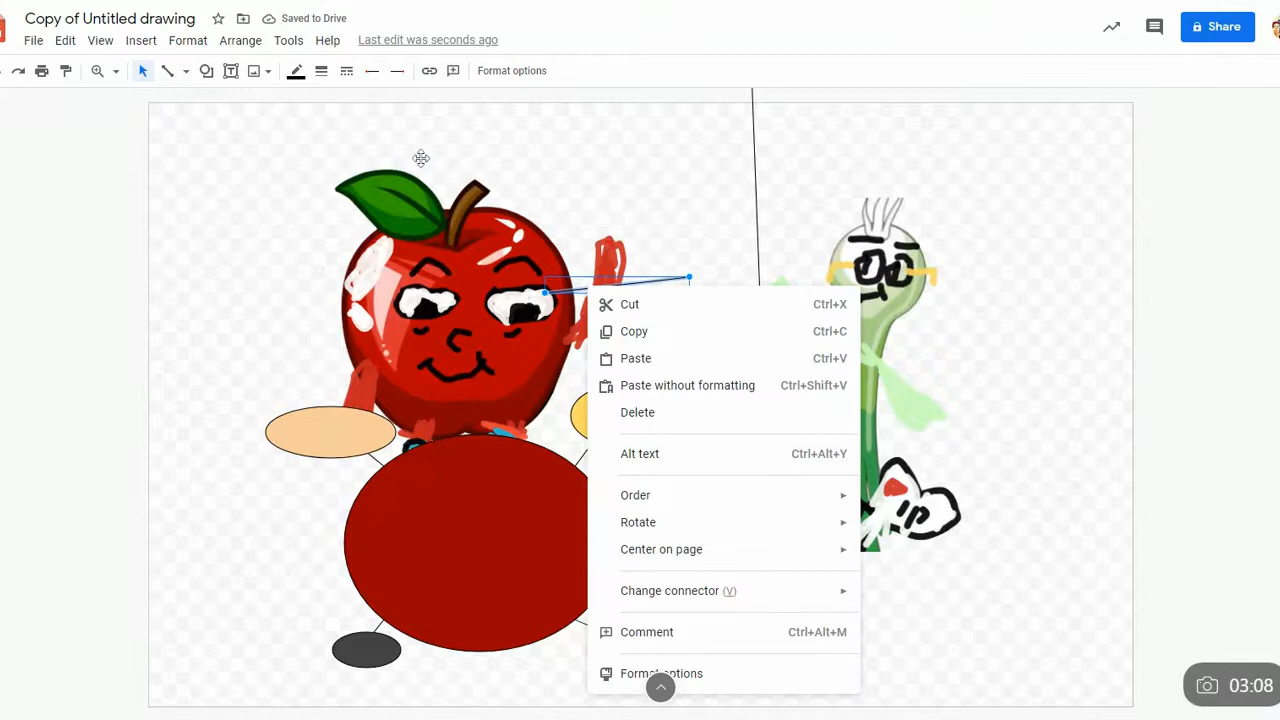 Copy of Untitled drawing
Saved to Drive
Share
File Edit View Insert Format Arrange Tools Help Last edit was seconds ago
Format options
Cut Ctrl+X
Copy Ctrl+C
Paste Ctrl+V
Paste without formatting Ctrl+Shift+V
Delete
Alt text Ctrl+Alt+Y
Order
Rotate
Center on page
Change connector (V)
Comment Ctrl+Alt+M
Format options
03:08